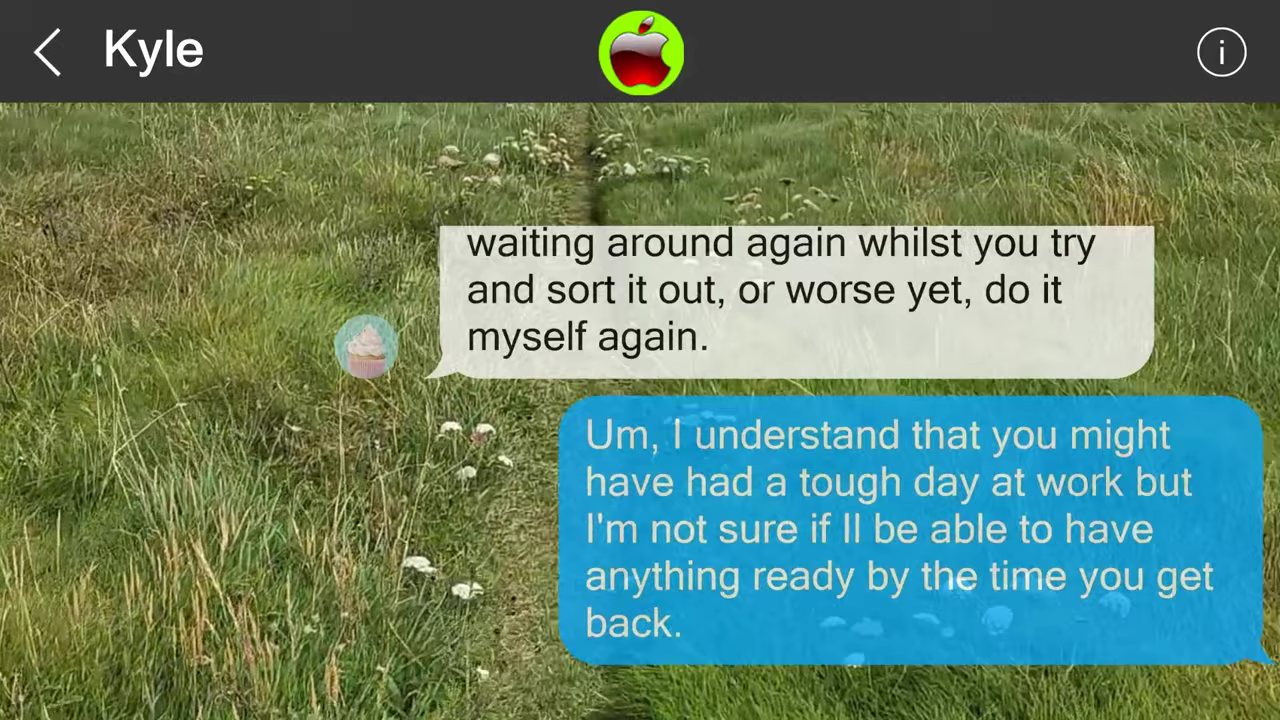 Kyle
i
waiting around again whilst you try
and sort it out, or worse yet, do it
myself again.
Um, I understand that you might
have had a tough day at work but
I'm not sure if Il be able to have
anything ready by the time you get
back.